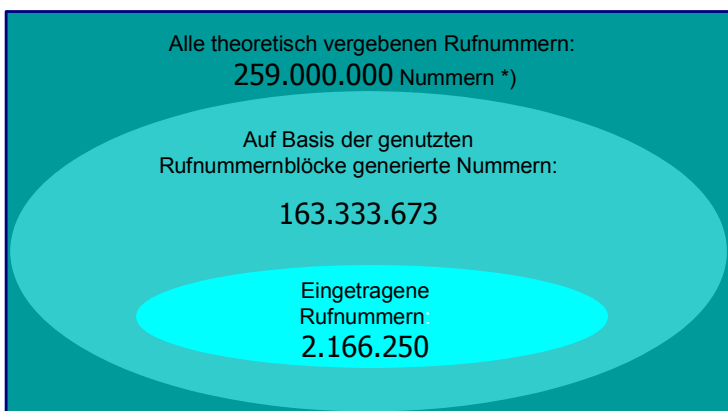 Alle theoretisch vergebenen Rufnummern:
259.000.000 Nummern *)
Auf Basis der genutzten
Rufnummernblöcke generierte Nummern:
163.333.673
Eingetragene
Rufnummern:
2.166.250